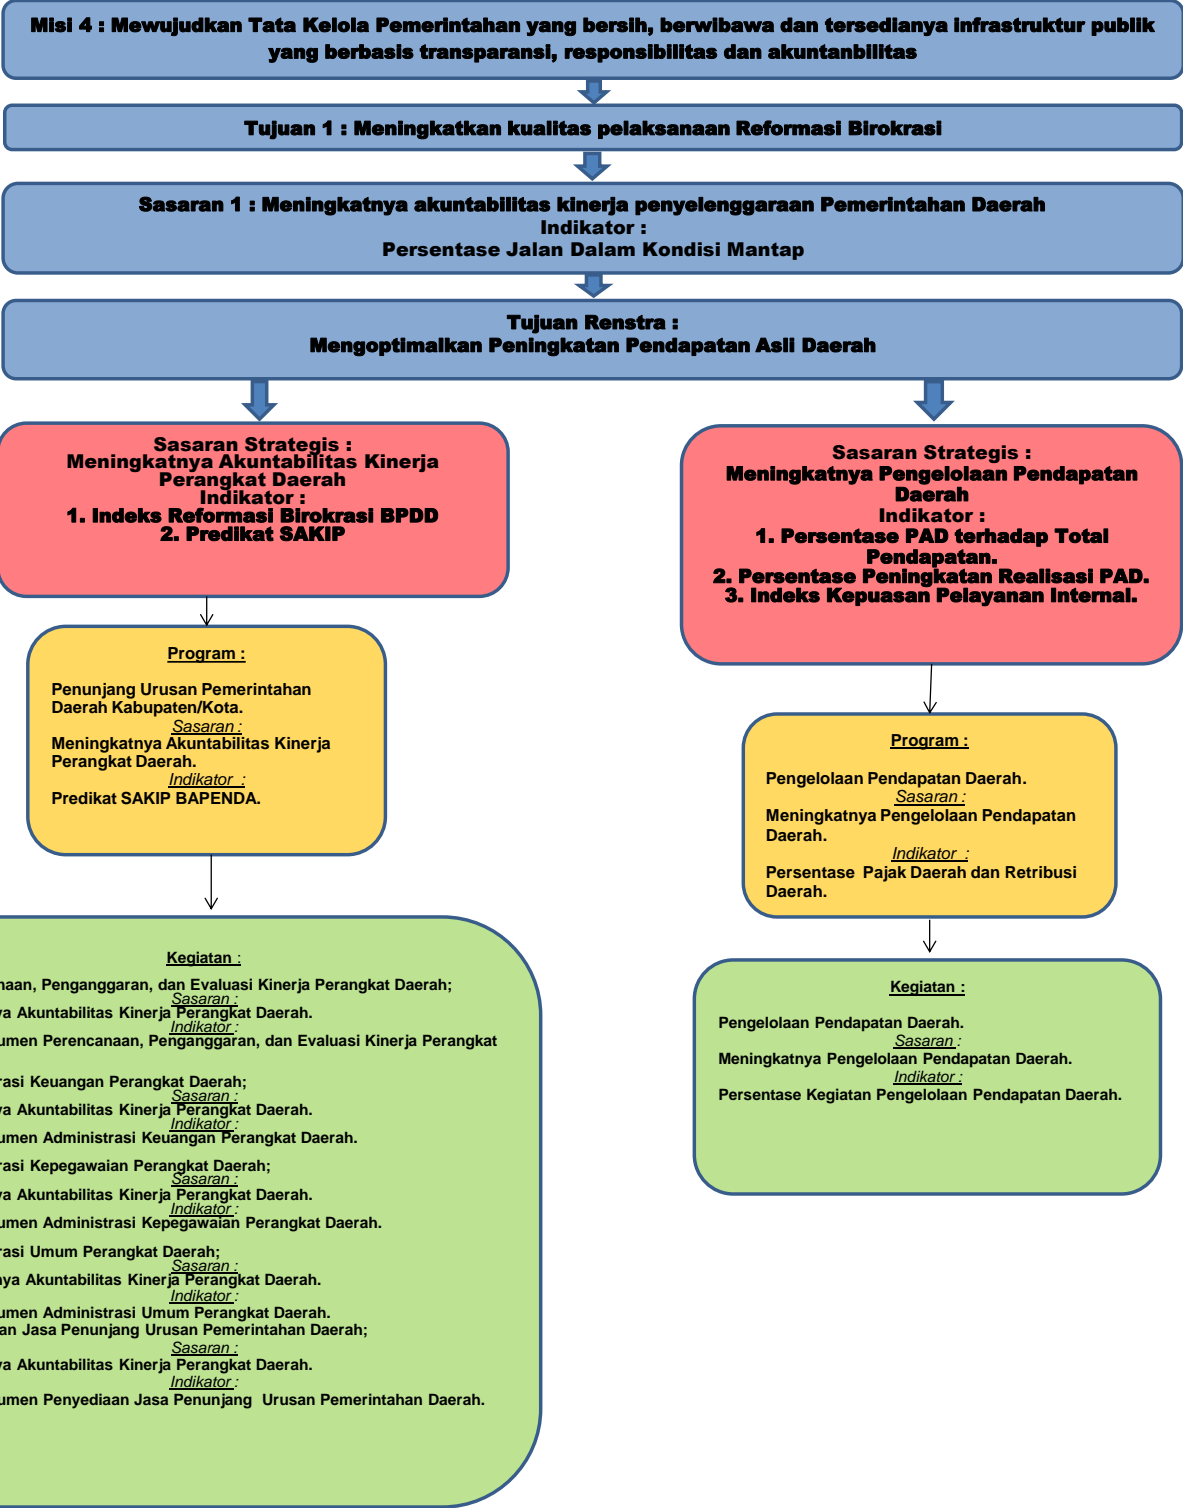 Misi 4 : Mewujudkan Tata Kelola Pemerintahan yang bersih, berwibawa dan tersedianya infrastruktur publik
yang berbasis transparansi, responsibilitas dan akuntanbilitas
Tujuan 1 : Meningkatkan kualitas pelaksanaan Reformasi Birokrasi
Sasaran 1 : Meningkatnya akuntabilitas kinerja penyelenggaraan Pemerintahan Daerah
Indikator :
Persentase Jalan Dalam Kondisi Mantap
Tujuan Renstra :
Mengoptimalkan Peningkatan Pendapatan Asli Daerah
Sasaran Strategis :
Meningkatnya Akuntabilitas Kinerja
Perangkat Daerah
Indikator :
1. Indeks Reformasi Birokrasi BPDD
2. Predikat SAKIP
Program :
Penunjang Urusan Pemerintahan
Daerah Kabupaten/Kota.
Sasaran :
Meningkatnya Akuntabilitas Kinerja
Perangkat Daerah.
Indikator :
Predikat SAKIP BAPENDA.
Kegiatan :
naan, Penganggaran, dan Evaluasi Kinerja Perangkat Daerah;
Sasaran :
ya Akuntabilitas Kinerja Perangkat Daerah.
Indikator :
umen Perencanaan, Penganggaran, dan Evaluasi Kinerja Perangkat
rasi Keuangan Perangkat Daerah;
Sasaran :
ya Akuntabilitas Kinerja Perangkat Daerah.
Indikator :
umen Administrasi Keuangan Perangkat Daerah.
rasi Kepegawaian Perangkat Daerah;
Sasaran :
ya Akuntabilitas Kinerja Perangkat Daerah.
Indikator :
umen Administrasi Kepegawaian Perangkat Daerah.
rasi Umum Perangkat Daerah;
Sasaran :
nya Akuntabilitas Kinerja Perangkat Daerah.
Indikator :
umen Administrasi Umum Perangkat Daerah.
an Jasa Penunjang Urusan Pemerintahan Daerah;
Sasaran :
ya Akuntabilitas Kinerja Perangkat Daerah.
Indikator :
umen Penyediaan Jasa Penunjang Urusan Pemerintahan Daerah.
Sasaran Strategis :
Meningkatnya Pengelolaan Pendapatan
Daerah
Indikator :
1. Persentase PAD terhadap Total
Pendapatan.
2. Persentase Peningkatan Realisasi PAD.
3. Indeks Kepuasan Pelayanan Internal.
Program :
Pengelolaan Pendapatan Daerah.
Sasaran :
Meningkatnya Pengelolaan Pendapatan
Daerah.
Indikator :
Persentase Pajak Daerah dan Retribusi
Daerah.
Kegiatan :
Pengelolaan Pendapatan Daerah.
Sasaran :
Meningkatnya Pengelolaan Pendapatan Daerah.
Indikator :
Persentase Kegiatan Pengelolaan Pendapatan Daerah.